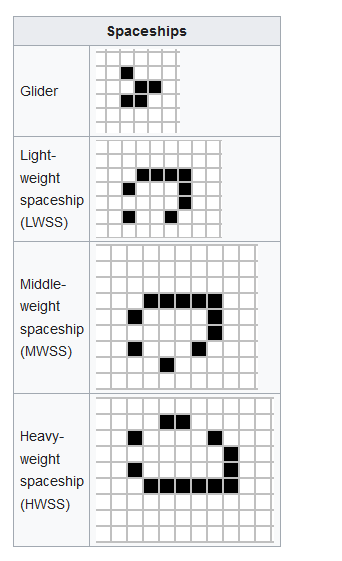 Spaceships
Glider
Light-
weight
spaceship
(LWSS)
Middle-
weight
spaceship
(MWSS)
Heavy-
weight
spaceship
(HWSS)